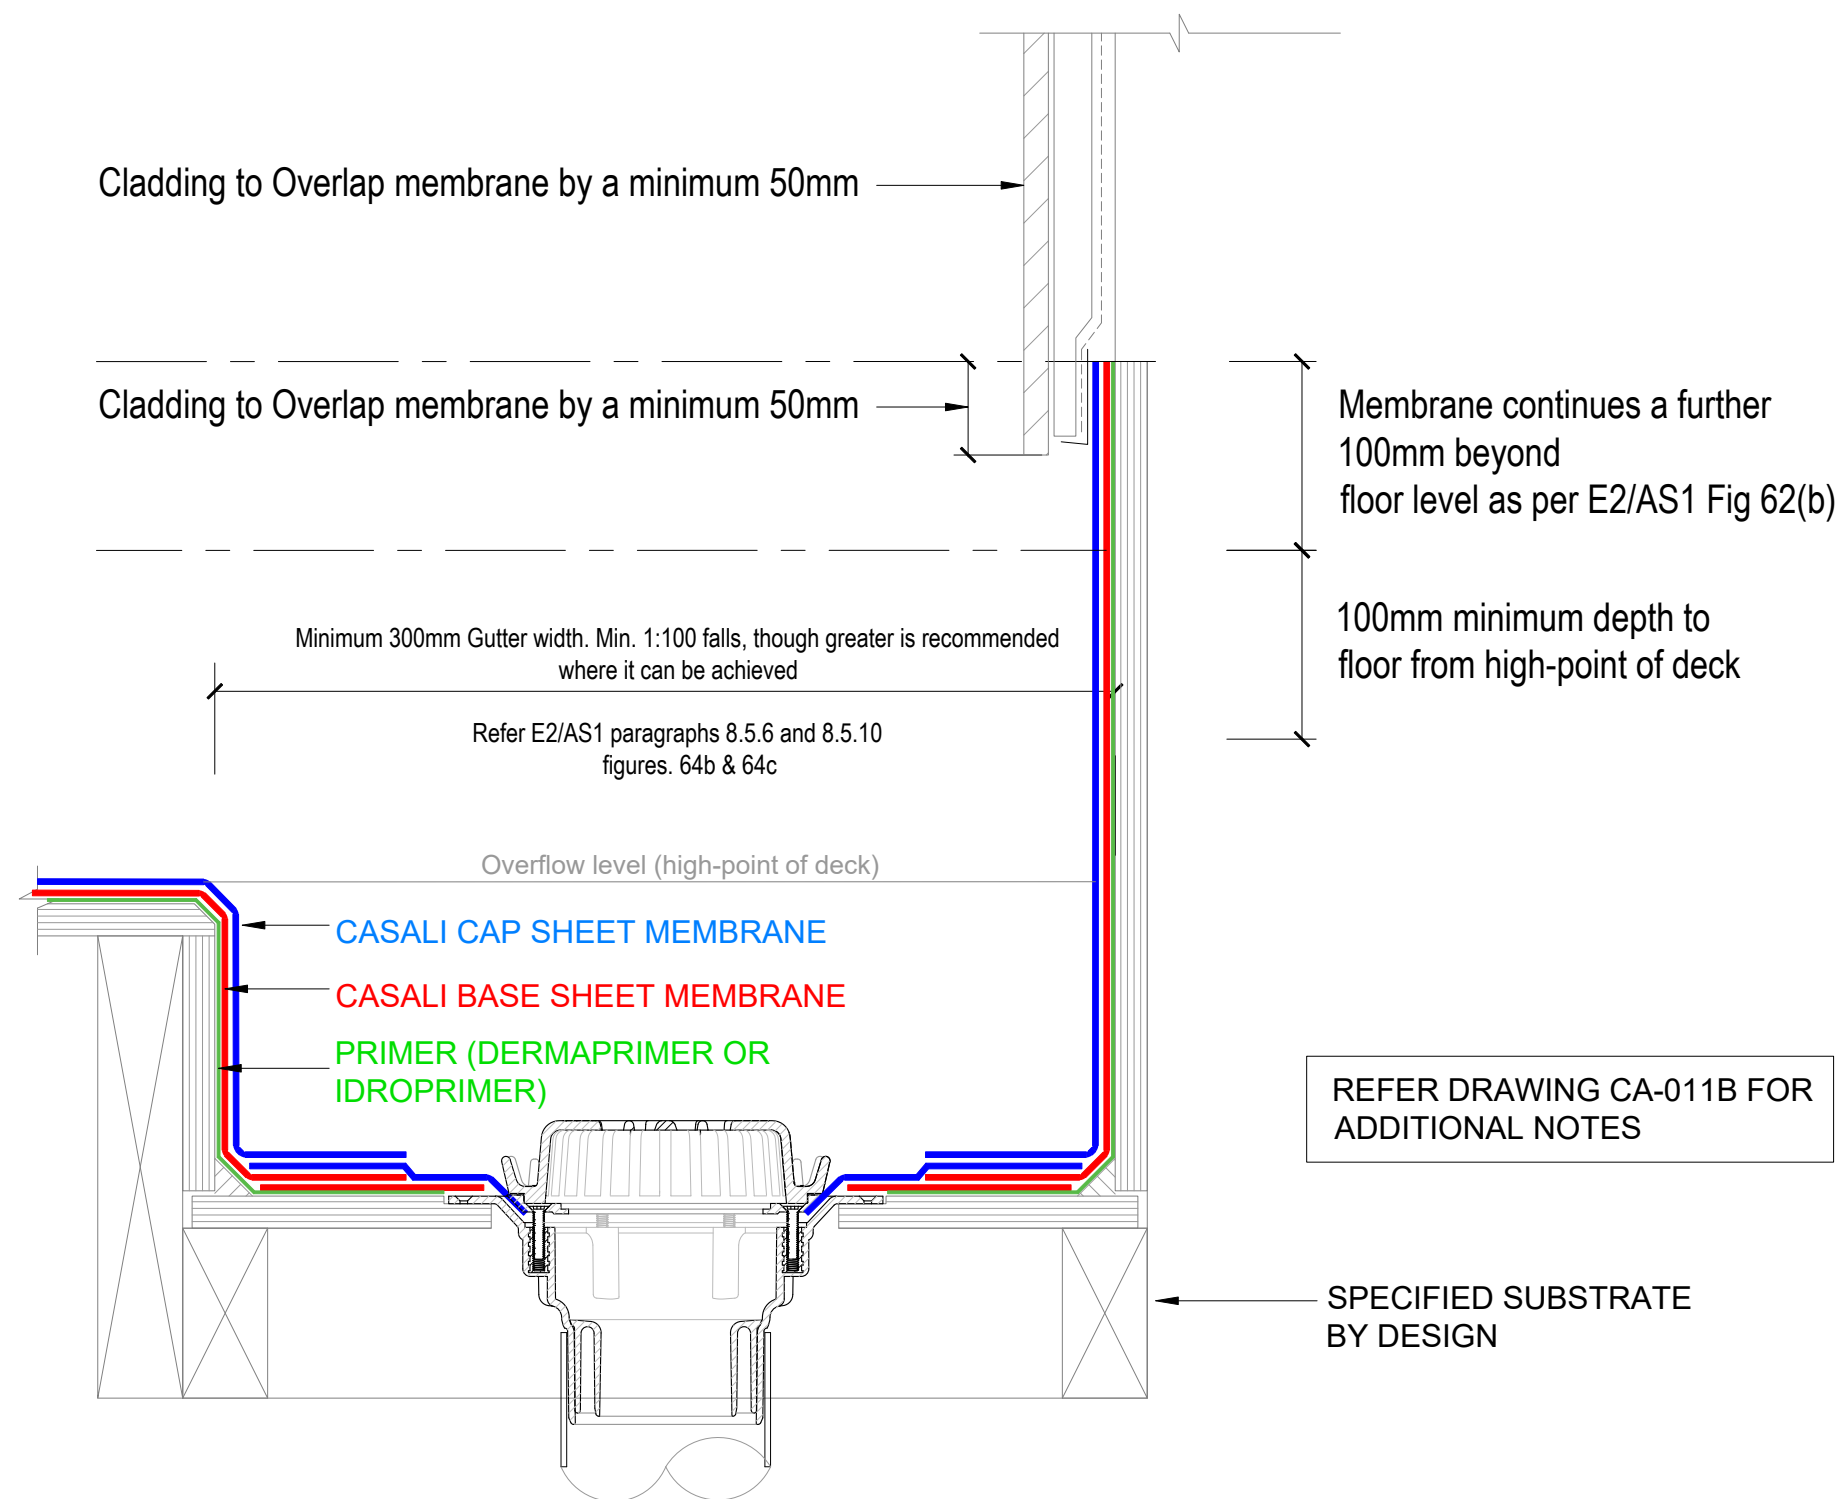 Cladding to Overlap membrane by a minimum 50mm
Cladding to Overlap membrane by a minimum 50mm
Membrane continues a further
100mm beyond
floor level as per E2/AS1 Fig 62(b)
100mm minimum depth to
floor from high-point of deck
Minimum 300mm Gutter width. Min. 1:100 falls, though greater is recommended
where it can be achieved
Refer E2/AS1 paragraphs 8.5.6 and 8.5.10
figures. 64b & 64c
Overflow level (high-point of deck)
CASALI CAP SHEET MEMBRANE
CASALI BASE SHEET MEMBRANE
PRIMER (DERMAPRIMER OR
IDROPRIMER)
REFER DRAWING CA-011B FOR
ADDITIONAL NOTES
SPECIFIED SUBSTRATE
BY DESIGN